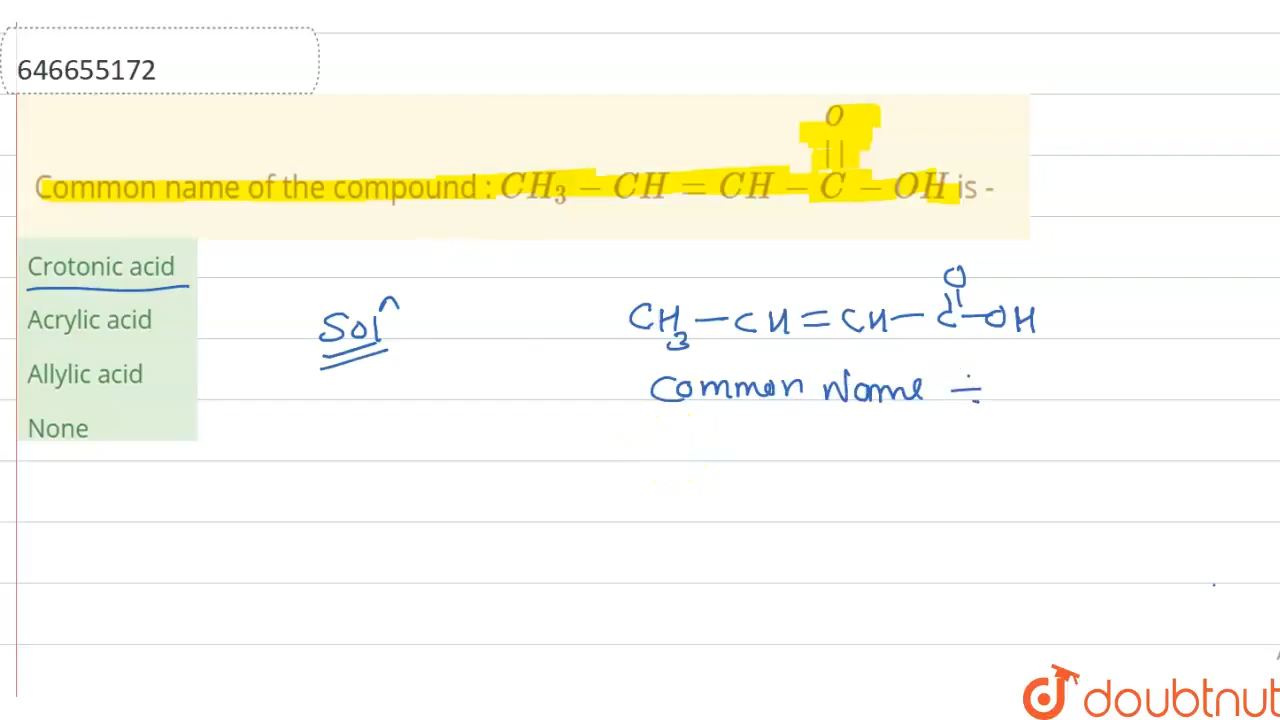 646655172
O
||
Common name of the compound : CH₃ − CH = CH − C − OH is -
Crotonic acid
Acrylic acid
Allylic acid
None
Solⁿ
O
||
CH₃ — CH = CH — C — OH
Common Name ÷
doubtnut